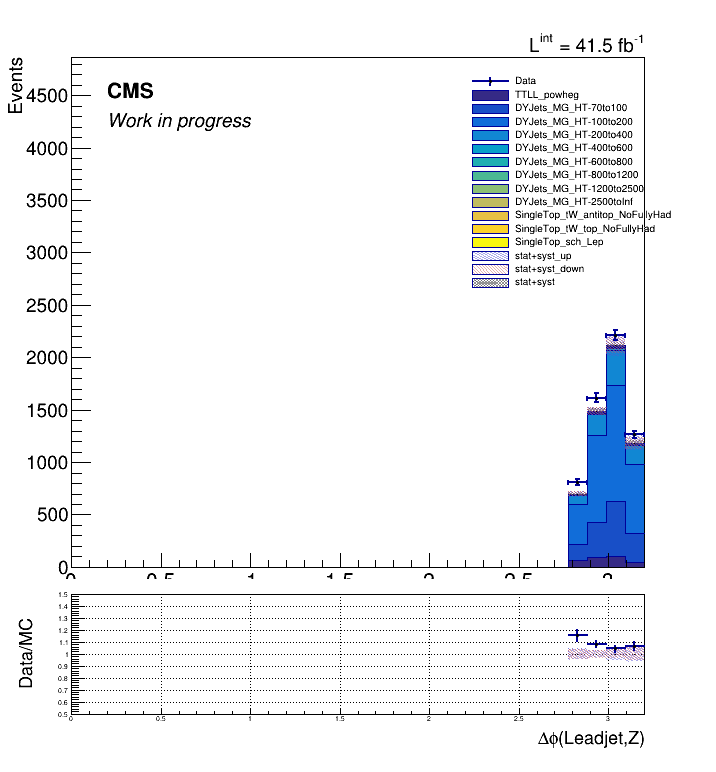 L^int = 41.5 fb^-1
Events
CMS
Work in progress
Data
TTLL_powheg
DYJets_MG_HT-70to100
DYJets_MG_HT-100to200
DYJets_MG_HT-200to400
DYJets_MG_HT-400to600
DYJets_MG_HT-600to800
DYJets_MG_HT-800to1200
DYJets_MG_HT-1200to2500
DYJets_MG_HT-2500toInf
SingleTop_tW_antitop_NoFullyHad
SingleTop_tW_top_NoFullyHad
SingleTop_sch_Lep
stat+syst_up
stat+syst_down
stat+syst
4500
4000
3500
3000
2500
2000
1500
1000
500
0
0 0.5 1 1.5 2 2.5 3
Data/MC
1.5
1.4
1.3
1.2
1.1
1
0.9
0.8
0.7
0.6
0.5
0 0.5 1 1.5 2 2.5 3
Δϕ(Leadjet,Z)